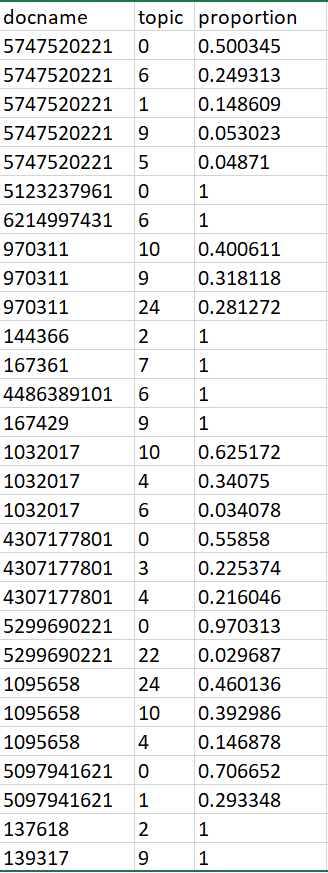 docname topic proportion
5747520221 0 0.500345
5747520221 6 0.249313
5747520221 1 0.148609
5747520221 9 0.053023
5747520221 5 0.04871
5123237961 0 1
6214997431 6 1
970311 10 0.400611
970311 9 0.318118
970311 24 0.281272
144366 2 1
167361 7 1
4486389101 6 1
167429 9 1
1032017 10 0.625172
1032017 4 0.34075
1032017 6 0.034078
4307177801 0 0.55858
4307177801 3 0.225374
4307177801 4 0.216046
5299690221 0 0.970313
5299690221 22 0.029687
1095658 24 0.460136
1095658 10 0.392986
1095658 4 0.146878
5097941621 0 0.706652
5097941621 1 0.293348
137618 2 1
139317 9 1